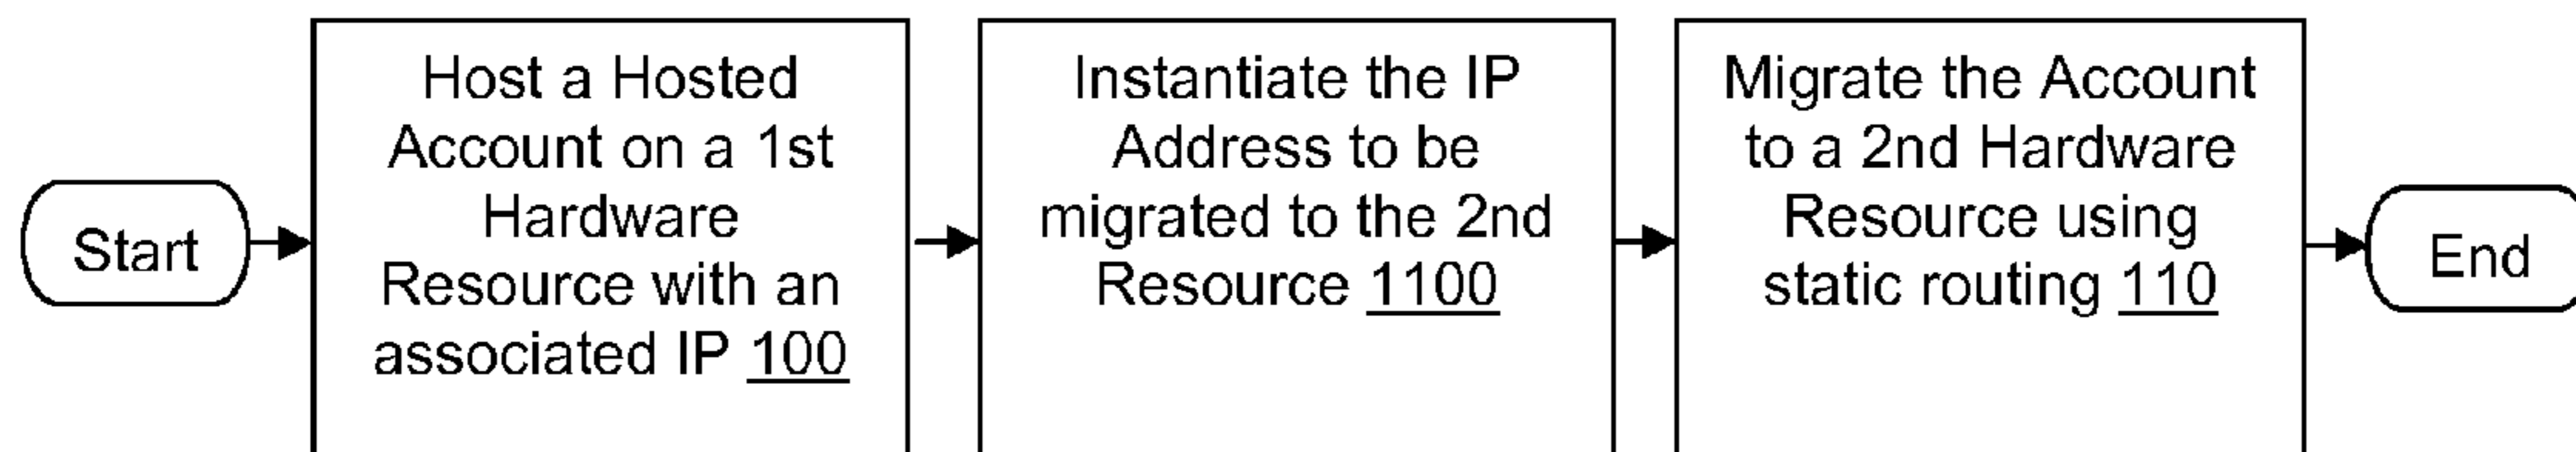 Start
Host a Hosted
Account on a 1st
Hardware
Resource with an
associated IP 100
Instantiate the IP
Address to be
migrated to the 2nd
Resource 1100
Migrate the Account
to a 2nd Hardware
Resource using
static routing 110
End